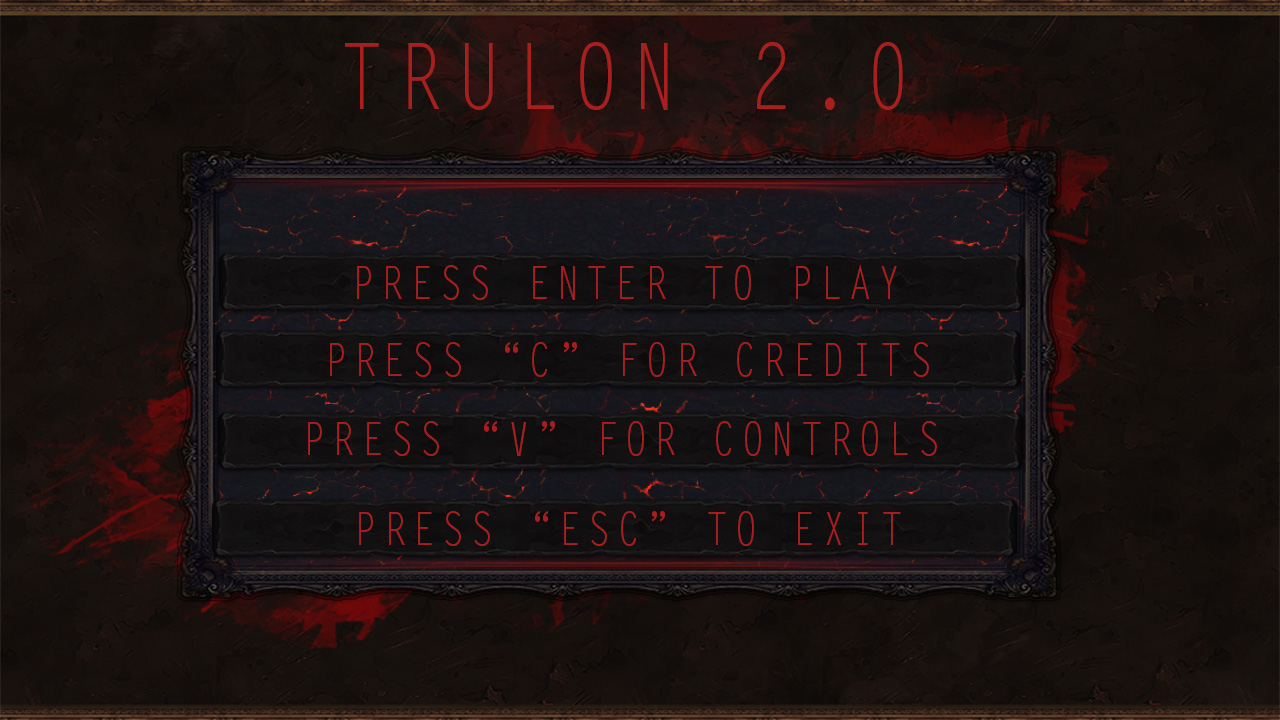 TRULON 2.0
PRESS ENTER TO PLAY
PRESS “C” FOR CREDITS
PRESS “V” FOR CONTROLS
PRESS “ESC” TO EXIT